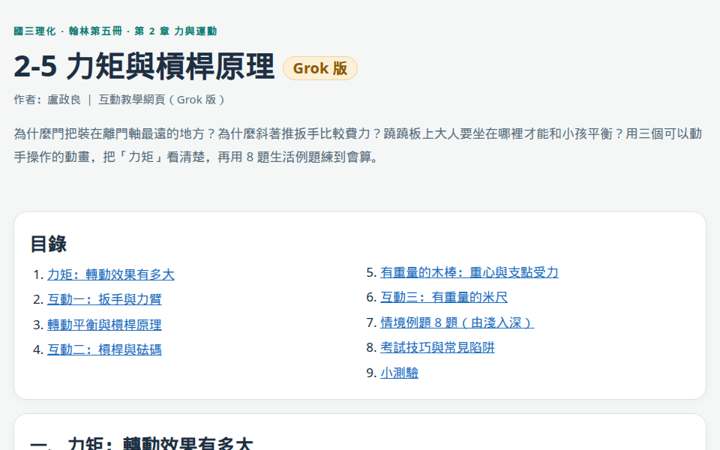 國三理化 · 翰林第五冊 · 第 2 章 力與運動
2-5 力矩與槓桿原理 Grok 版
作者：盧政良 ｜ 互動教學網頁（Grok 版）
為什麼門把裝在離門軸最遠的地方？為什麼斜著推扳手比較費力？蹺蹺板上大人要坐在哪裡才能和小孩平衡？用三個可以動
手操作的動畫，把「力矩」看清楚，再用 8 題生活例題練到會算。
目錄
1. 力矩：轉動效果有多大
2. 互動一：扳手與力臂
3. 轉動平衡與槓桿原理
4. 互動二：槓桿與砝碼
5. 有重量的木棒：重心與支點受力
6. 互動三：有重量的米尺
7. 情境例題 8 題（由淺入深）
8. 考試技巧與常見陷阱
9. 小測驗
一、力矩：轉動效果有多大